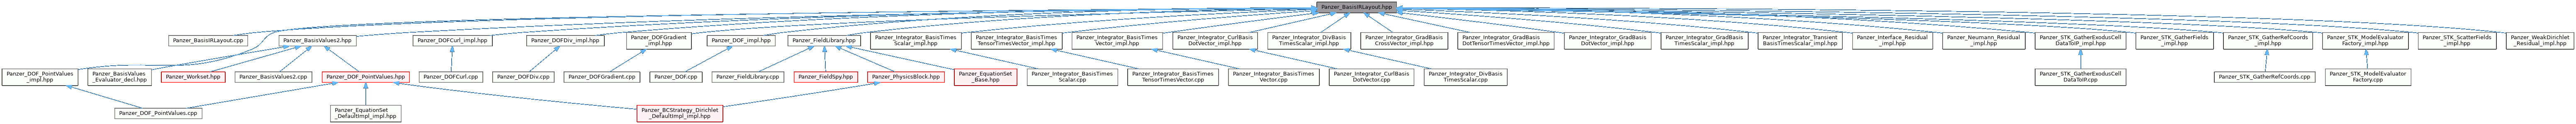 Panzer_BasisIRLayout.hpp
Panzer_BasisIRLayout.cpp
Panzer_BasisValues2.hpp
Panzer_DOFCurl_impl.hpp
Panzer_DOFDiv_impl.hpp
Panzer_DOFGradient
_impl.hpp
Panzer_DOF_impl.hpp
Panzer_FieldLibrary.hpp
Panzer_Integrator_BasisTimes
Scalar_impl.hpp
Panzer_Integrator_BasisTimes
TensorTimesVector_impl.hpp
Panzer_Integrator_BasisTimes
Vector_impl.hpp
Panzer_Integrator_CurlBasis
DotVector_impl.hpp
Panzer_Integrator_DivBasis
TimesScalar_impl.hpp
Panzer_Integrator_GradBasis
CrossVector_impl.hpp
Panzer_Integrator_GradBasis
DotTensorTimesVector_impl.hpp
Panzer_Integrator_GradBasis
DotVector_impl.hpp
Panzer_Integrator_GradBasis
TimesScalar_impl.hpp
Panzer_Integrator_Transient
BasisTimesScalar_impl.hpp
Panzer_Interface_Residual
_impl.hpp
Panzer_Neumann_Residual
_impl.hpp
Panzer_STK_GatherExodusCell
DataToIP_impl.hpp
Panzer_STK_GatherFields
_impl.hpp
Panzer_STK_GatherRefCoords
_impl.hpp
Panzer_STK_ModelEvaluator
Factory_impl.hpp
Panzer_STK_ScatterFields
_impl.hpp
Panzer_WeakDirichlet
_Residual_impl.hpp
Panzer_DOF_PointValues
_impl.hpp
Panzer_BasisValues
_Evaluator_decl.hpp
Panzer_Workset.hpp
Panzer_BasisValues2.cpp
Panzer_DOF_PointValues.hpp
Panzer_DOFCurl.cpp
Panzer_DOFDiv.cpp
Panzer_DOFGradient.cpp
Panzer_DOF.cpp
Panzer_FieldLibrary.cpp
Panzer_FieldSpy.hpp
Panzer_PhysicsBlock.hpp
Panzer_EquationSet
_Base.hpp
Panzer_Integrator_BasisTimes
Scalar.cpp
Panzer_Integrator_BasisTimes
TensorTimesVector.cpp
Panzer_Integrator_BasisTimes
Vector.cpp
Panzer_Integrator_CurlBasis
DotVector.cpp
Panzer_Integrator_DivBasis
TimesScalar.cpp
Panzer_STK_GatherExodusCell
DataToIP.cpp
Panzer_STK_GatherRefCoords.cpp
Panzer_STK_ModelEvaluator
Factory.cpp
Panzer_DOF_PointValues.cpp
Panzer_EquationSet
_DefaultImpl_impl.hpp
Panzer_BCStrategy_Dirichlet
_DefaultImpl_impl.hpp